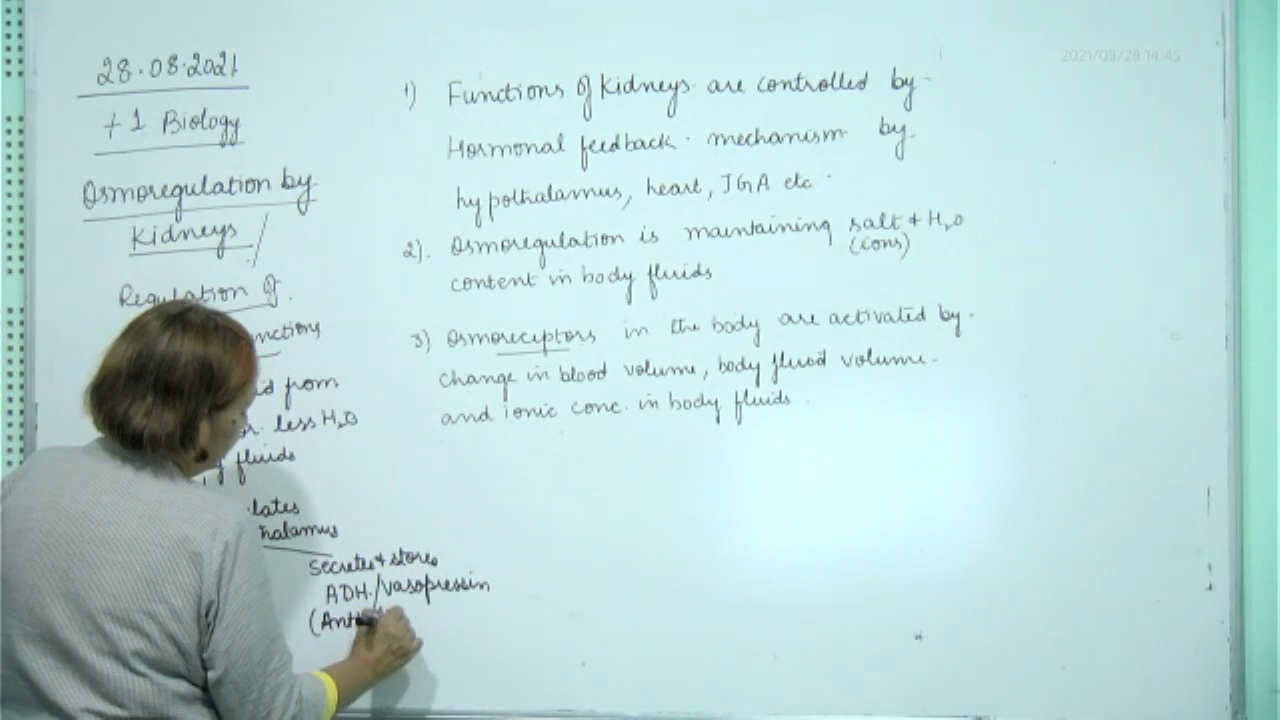 28.08.2021
+1 Biology
Osmoregulation by
Kidneys
Regulation of
nctions
from
less H2O
fluids
lates
halamus
Secretes & stores
ADH / Vasopressin
(Ant
2021/09/28 14:45
1) Functions of kidneys are controlled by
Hormonal feedback mechanism by
hypothalamus, heart, JGA etc
2). Osmoregulation is maintaining salt & H2O
(cons)
content in body fluids
3) Osmoreceptors in the body are activated by
change in blood volume, body fluid volume.
and ionic conc. in body fluids.